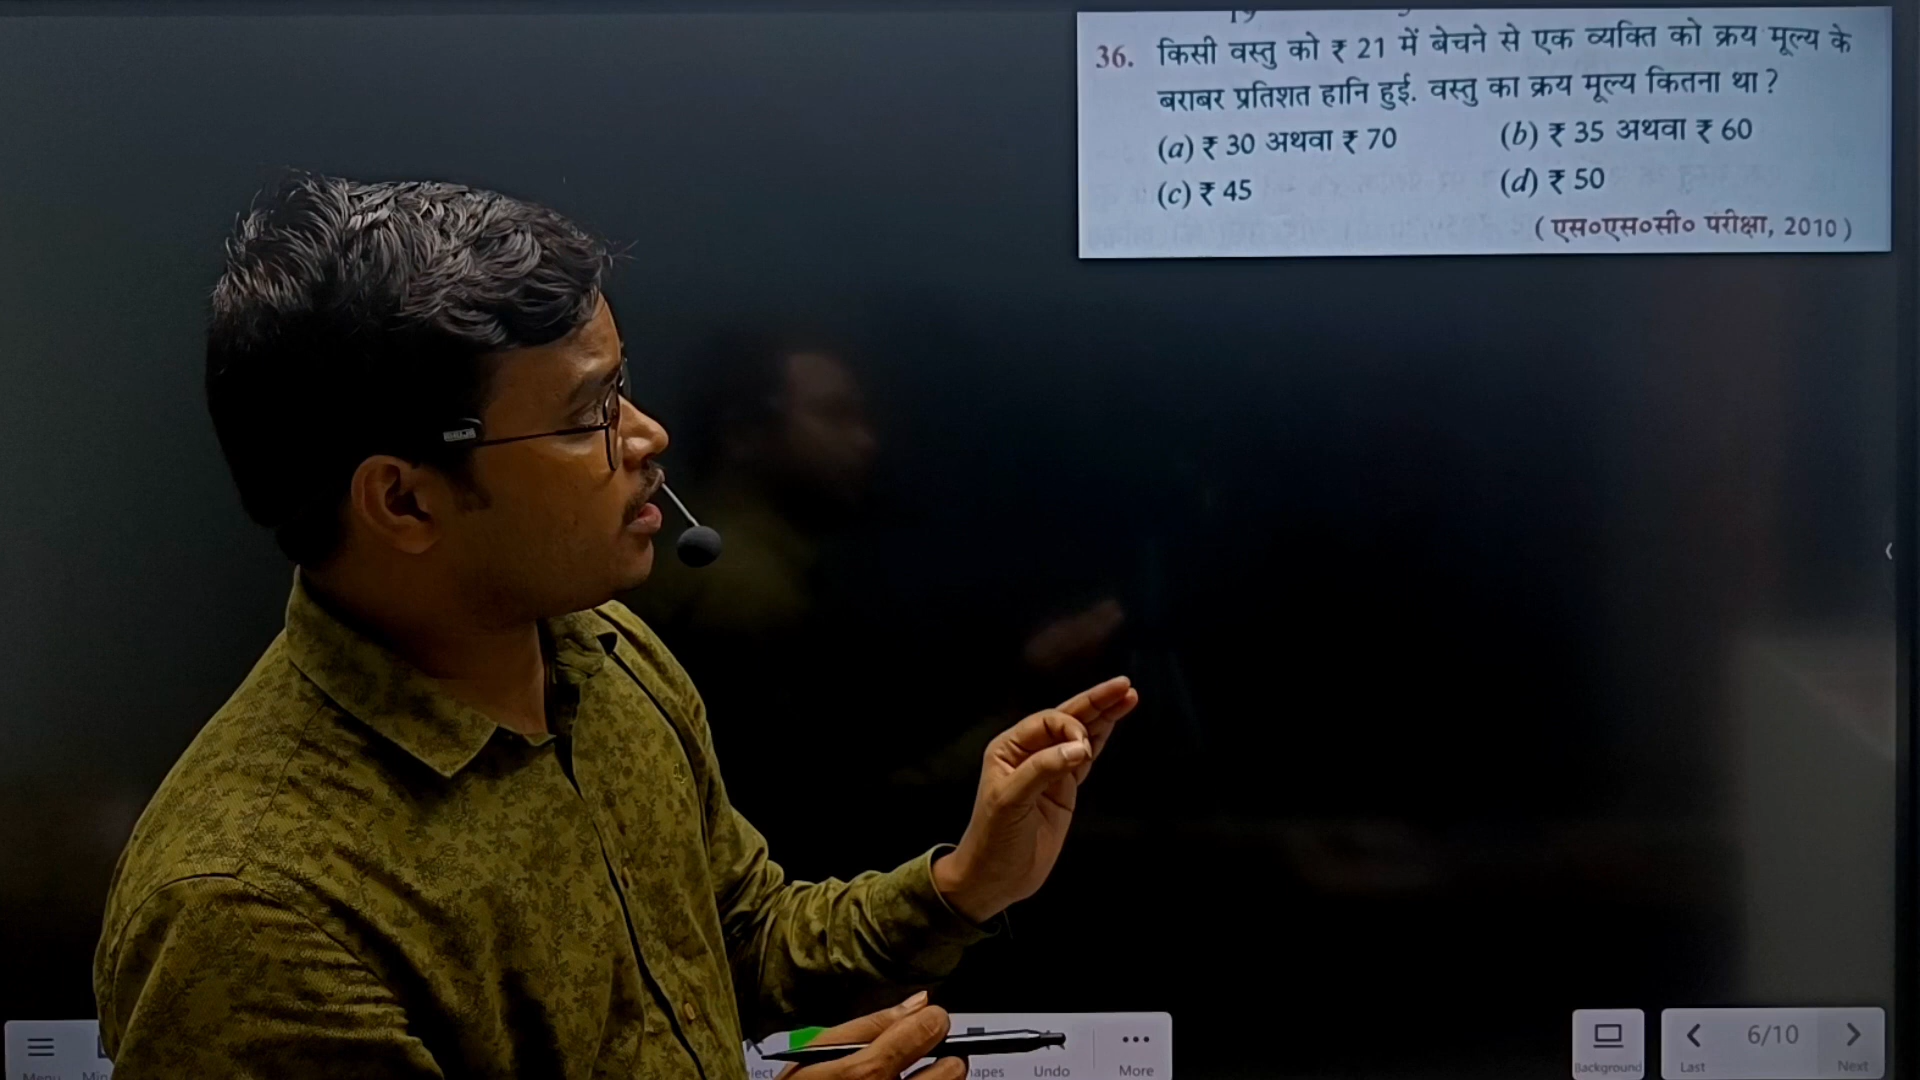 36. किसी वस्तु को ₹ 21 में बेचने से एक व्यक्ति को क्रय मूल्य के
बराबर प्रतिशत हानि हुई. वस्तु का क्रय मूल्य कितना था ?
(a) ₹ 30 अथवा ₹ 70 (b) ₹ 35 अथवा ₹ 60
(c) ₹ 45 (d) ₹ 50
( एस०एस०सी० परीक्षा, 2010 )
6/10
Menu Undo More Background Last Next